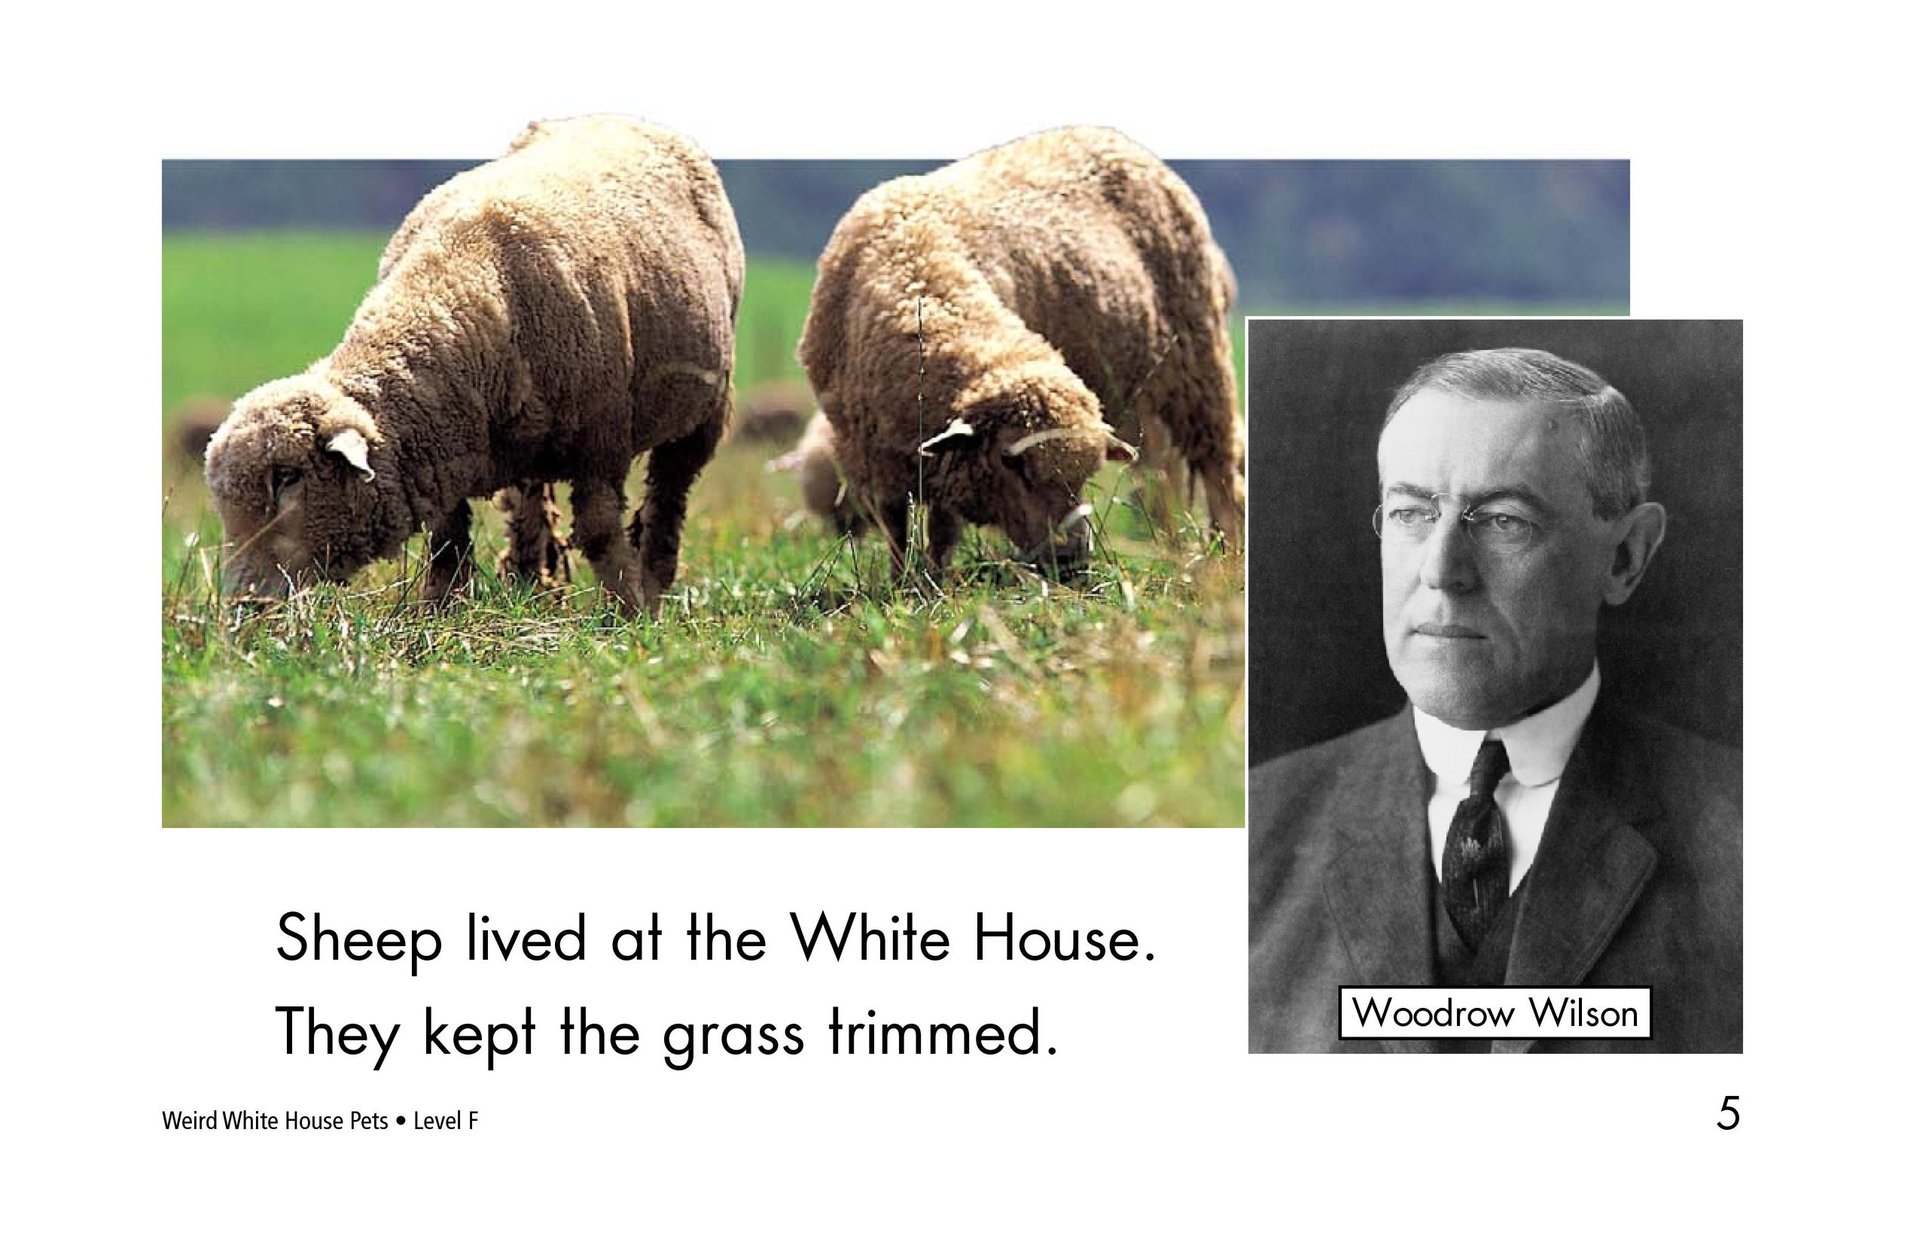 Woodrow Wilson
Sheep lived at the White House.
They kept the grass trimmed.
Weird White House Pets • Level F
5